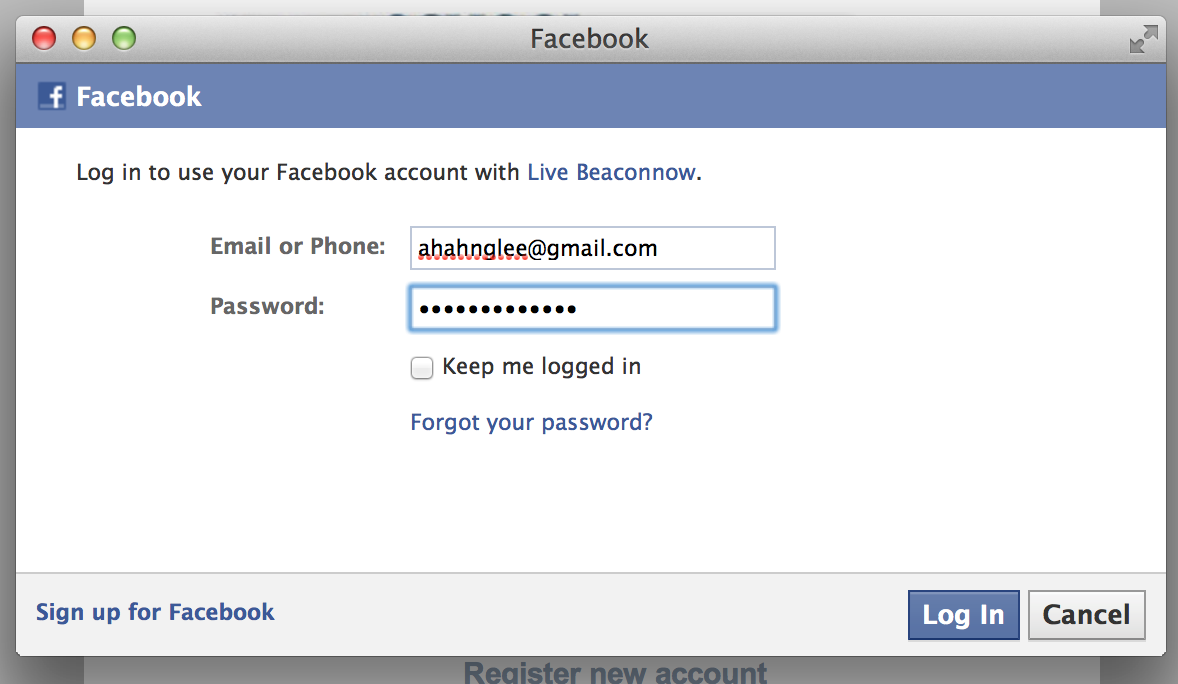 Facebook
Facebook
Log in to use your Facebook account with Live Beaconnow.
Email or Phone: ahahnglee@gmail.com
Password: •••••••••••••
Keep me logged in
Forgot your password?
Sign up for Facebook Log In Cancel
Register new account